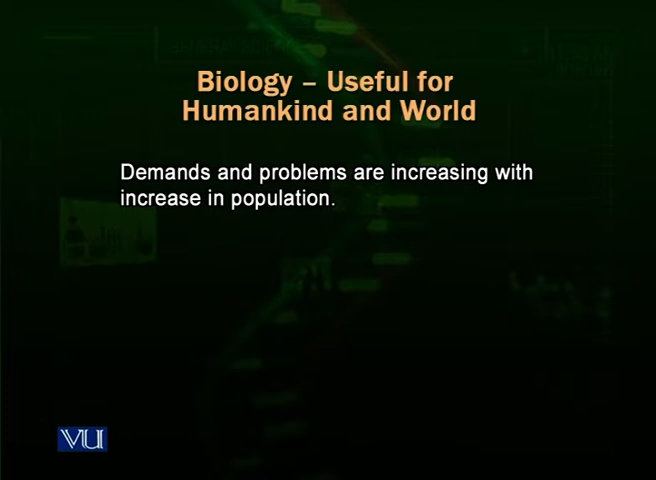 Biology – Useful for
Humankind and World
Demands and problems are increasing with
increase in population.
VU